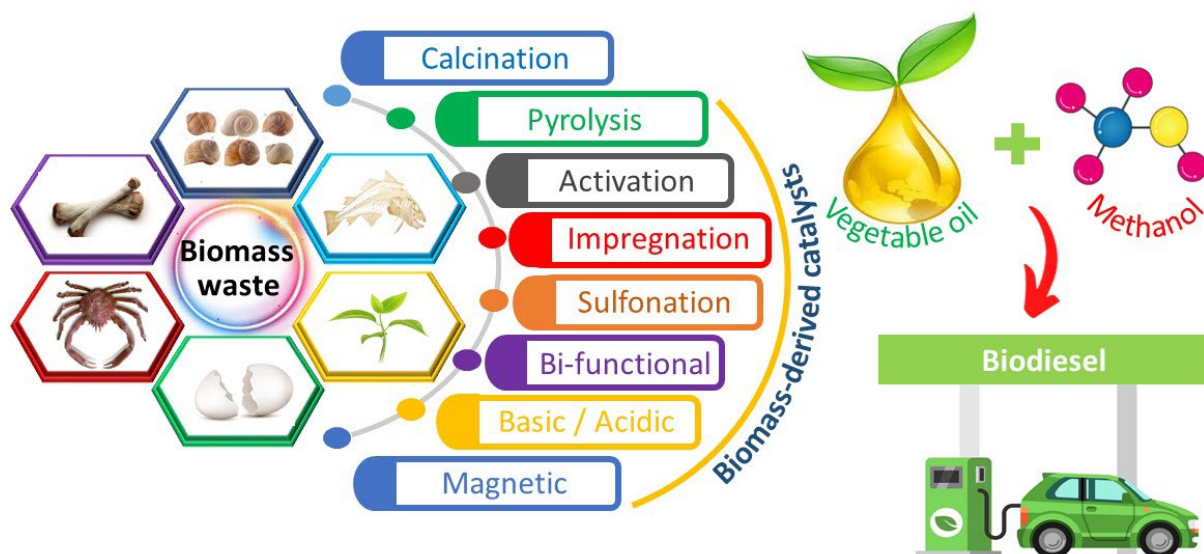 Biomass
waste
Calcination
Pyrolysis
Activation
Impregnation
Sulfonation
Bi-functional
Basic / Acidic
Magnetic
Biomass-derived catalysts
Vegetable oil
Methanol
Biodiesel